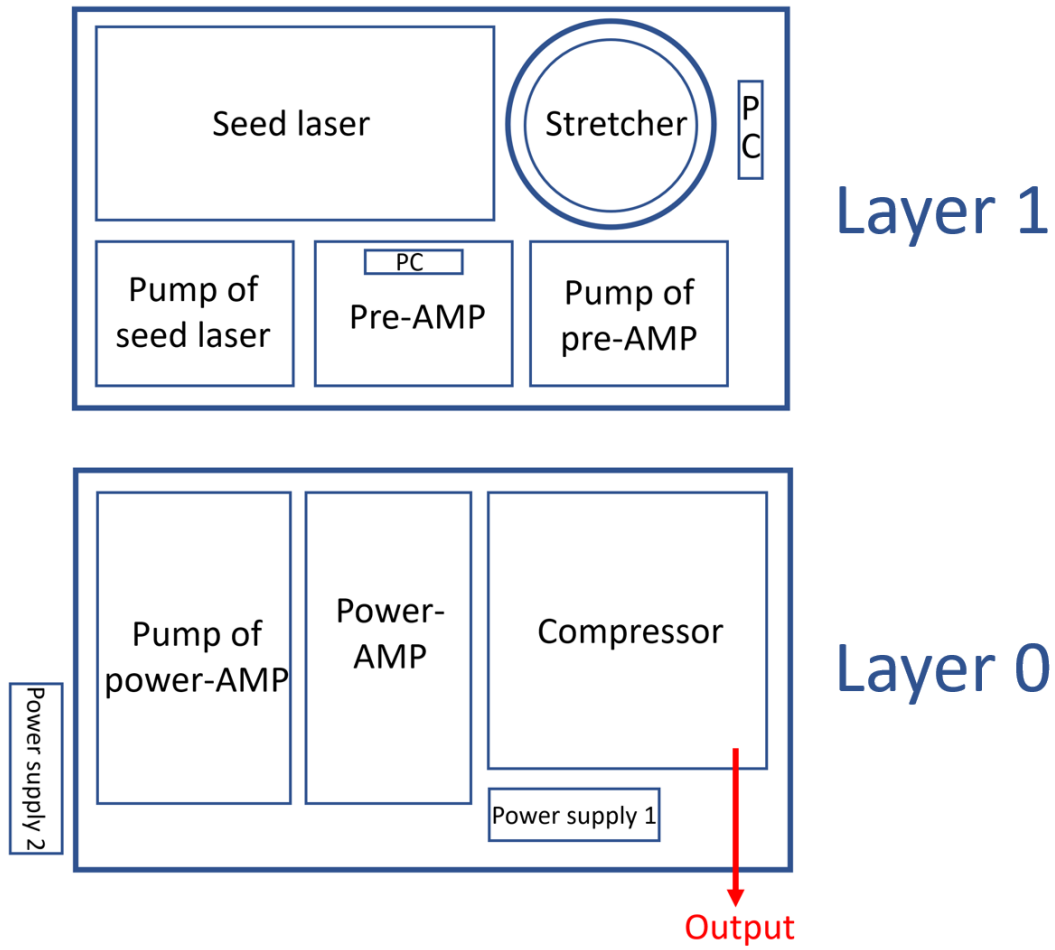 Seed laser
Stretcher
P
C
Layer 1
Pump of
seed laser
PC
Pre-AMP
Pump of
pre-AMP
Pump of
power-AMP
Power-
AMP
Compressor
Layer 0
Power supply 2
Power supply 1
Output